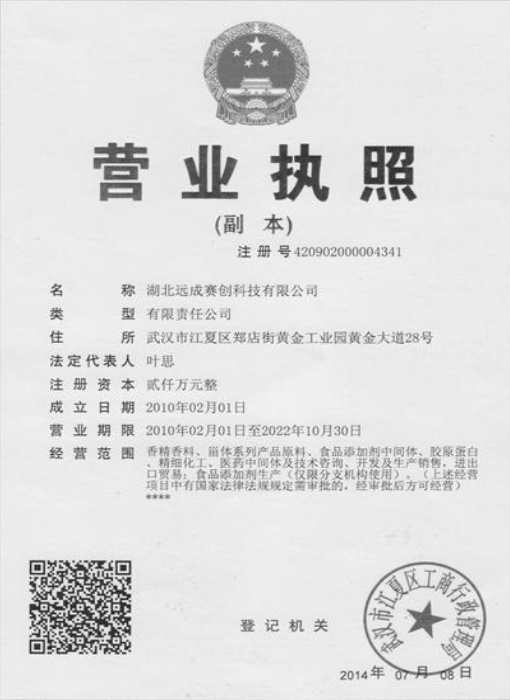 营业执照
(副 本)
注册号420902000004341
名 称 湖北远成赛创科技有限公司
类 型 有限责任公司
住 所 武汉市江夏区郑店街黄金工业园黄金大道28号
法定代表人 叶思
注册资本 贰仟万元整
成立日期 2010年02月01日
营业期限 2010年02月01日至2022年10月30日
经营范围 香精香料、甾体系列产品原料、食品添加剂中间体、胶原蛋白
、精细化工、医药中间体及技术咨询、开发及生产销售,进出
口贸易;食品添加剂生产(仅限分支机构使用)。(上述经营
项目中有国家法律法规规定需审批的,经审批后方可经营)
****
武汉市江夏区工商行政管理局
登记机关
2014年 07月 08日